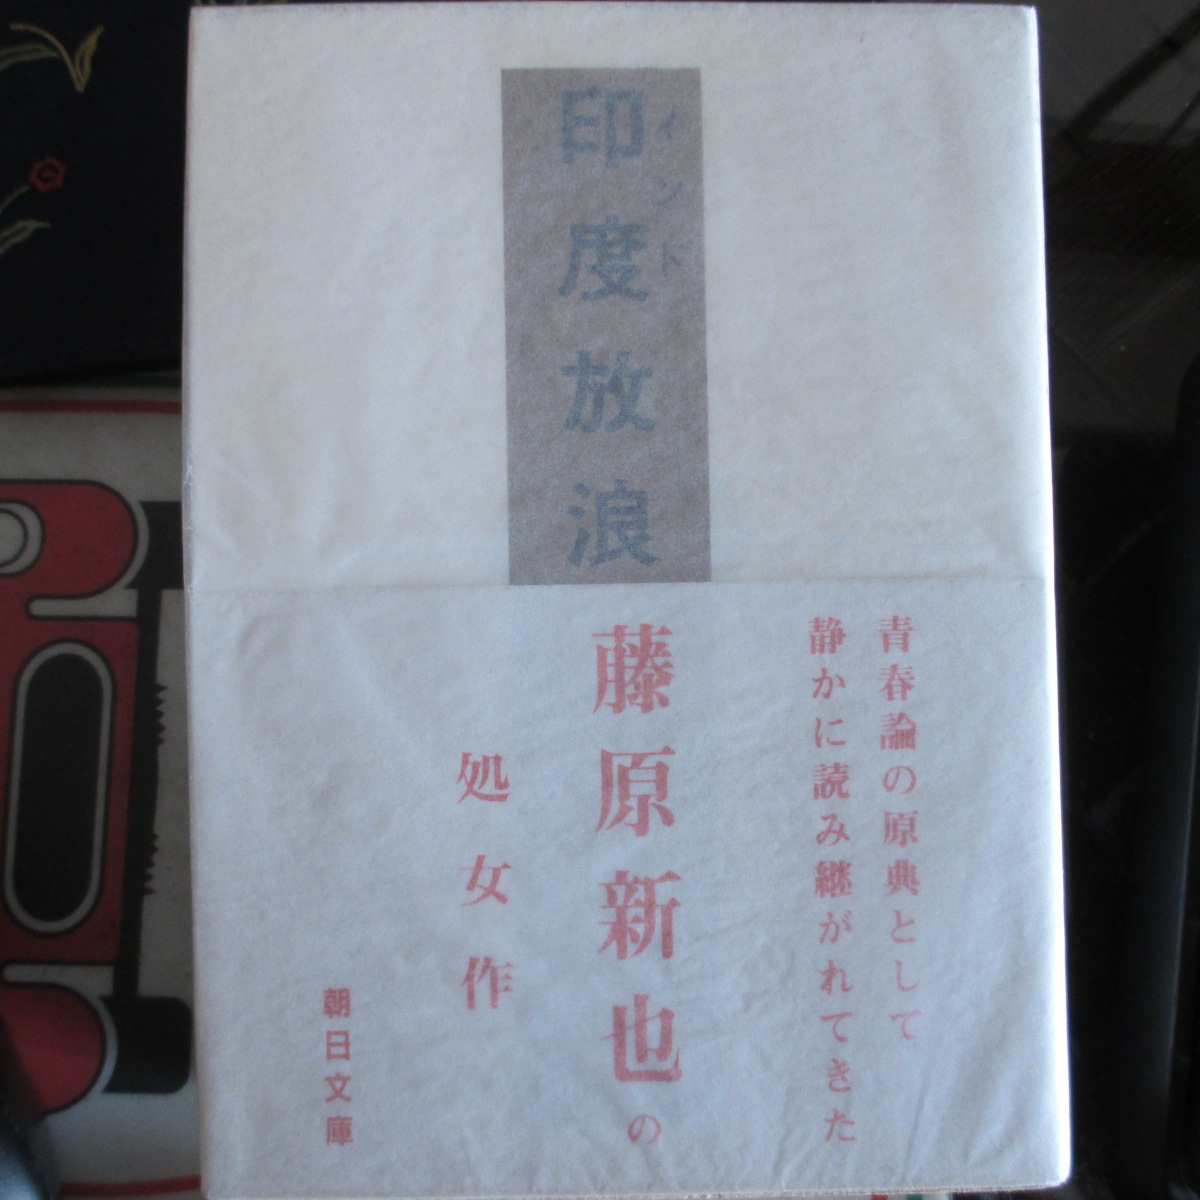 印度放浪
インド
青春論の原典として
静かに読み継がれてきた
藤原新也の
処女作
朝日文庫